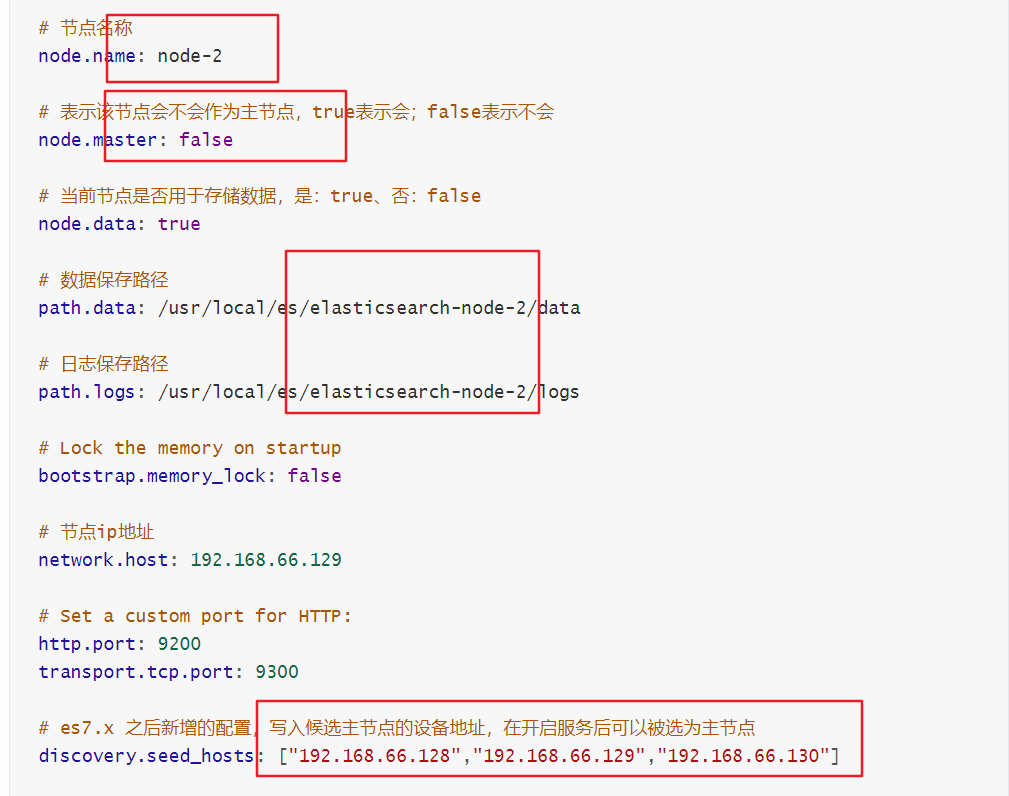 # 节点名称
node.name: node-2
# 表示该节点会不会作为主节点，true表示会；false表示不会
node.master: false
# 当前节点是否用于存储数据，是：true、否：false
node.data: true
# 数据保存路径
path.data: /usr/local/es/elasticsearch-node-2/data
# 日志保存路径
path.logs: /usr/local/es/elasticsearch-node-2/logs
# Lock the memory on startup
bootstrap.memory_lock: false
# 节点ip地址
network.host: 192.168.66.129
# Set a custom port for HTTP:
http.port: 9200
transport.tcp.port: 9300
# es7.x 之后新增的配置，写入候选主节点的设备地址，在开启服务后可以被选为主节点
discovery.seed_hosts: ["192.168.66.128","192.168.66.129","192.168.66.130"]